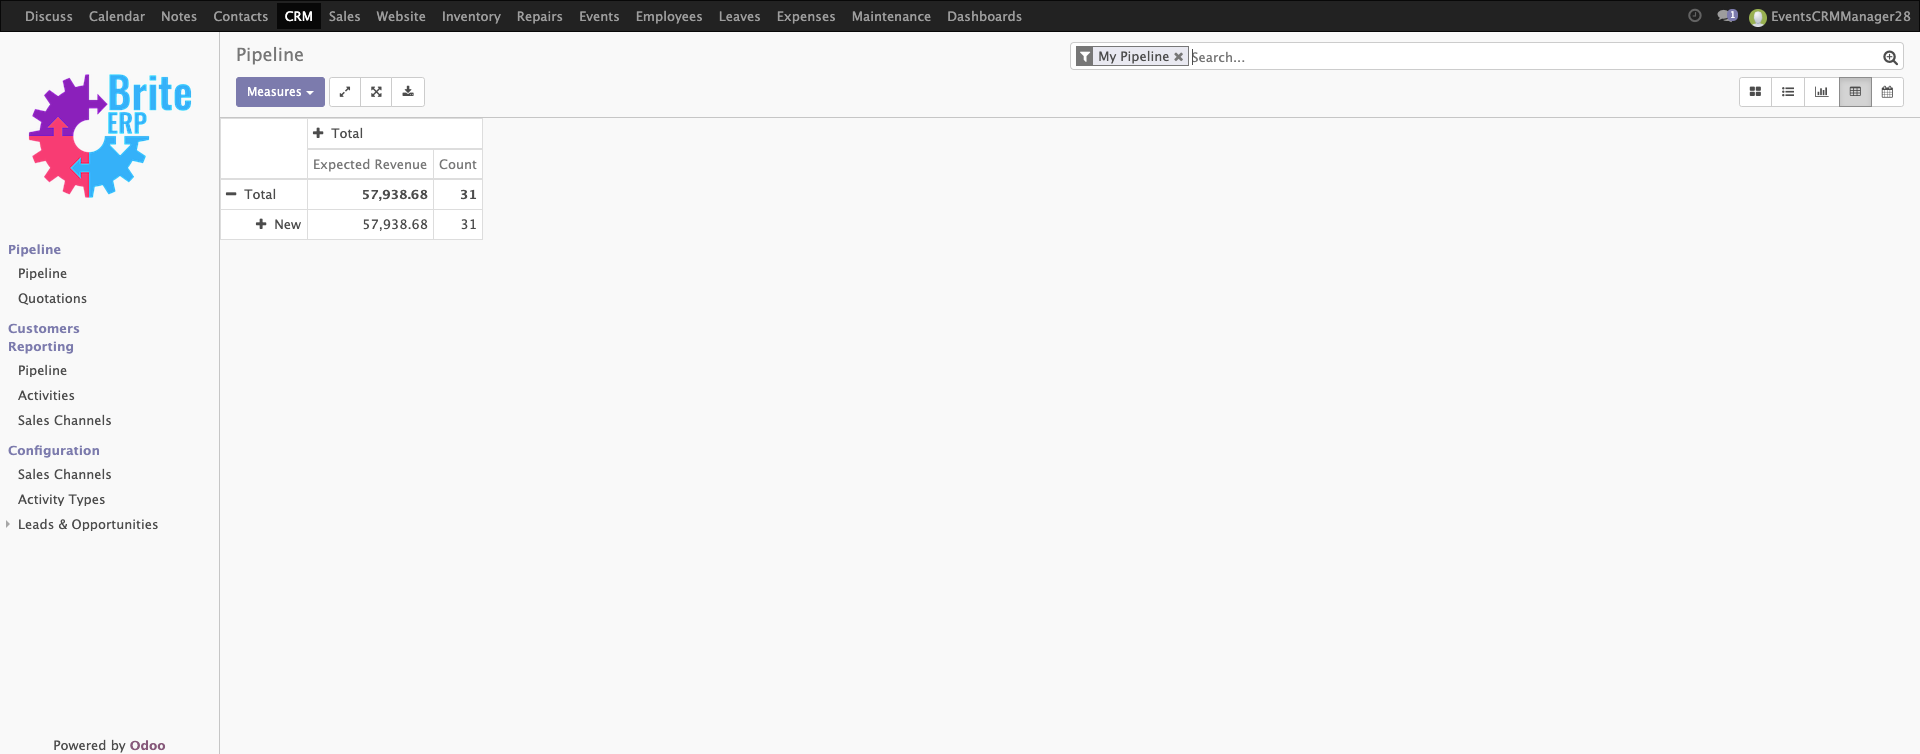 Discuss Calendar Notes Contacts CRM Sales Website Inventory Repairs Events Employees Leaves Expenses Maintenance Dashboards 1 EventsCRMManager28
Brite
ERP
Pipeline
Pipeline
Quotations
Customers
Reporting
Pipeline
Activities
Sales Channels
Configuration
Sales Channels
Activity Types
Leads & Opportunities
Powered by Odoo
Pipeline
My Pipeline Search...
Measures
Total
Expected Revenue Count
Total 57,938.68 31
New 57,938.68 31